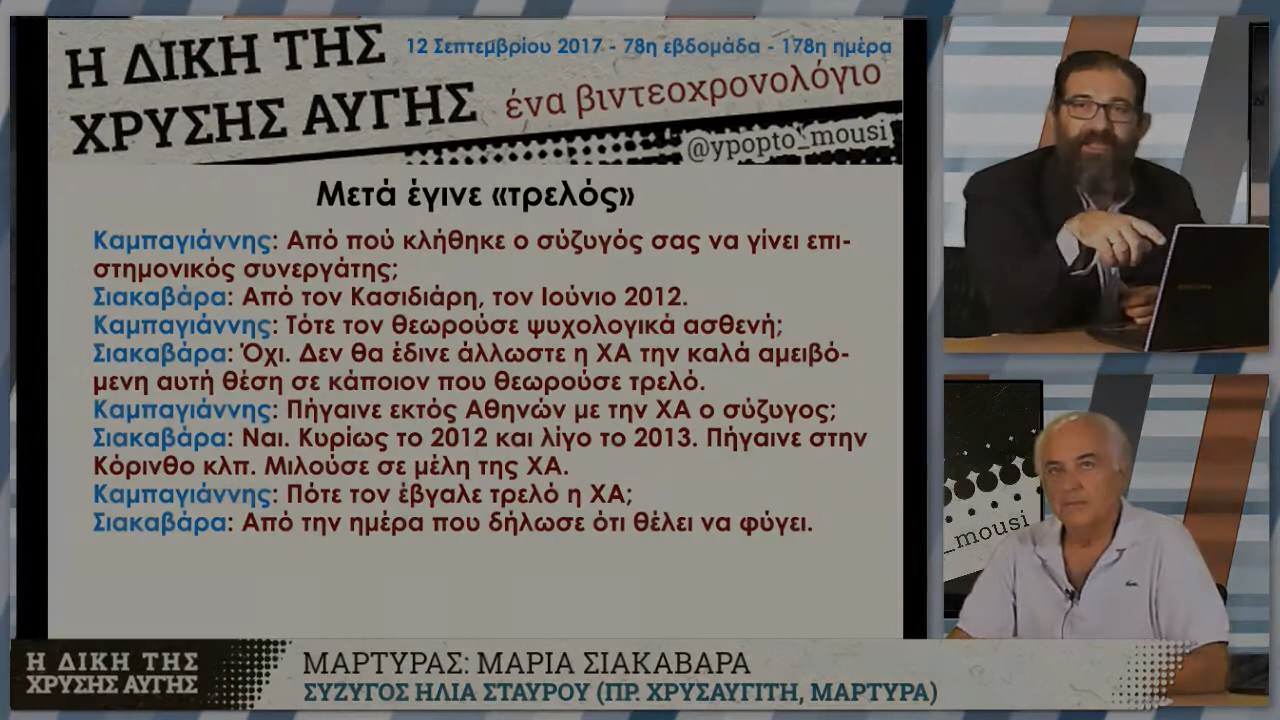 Η ΔΙΚΗ ΤΗΣ
12 Σεπτεμβρίου 2017 - 78η εβδομάδα - 178η ημέρα
ΧΡΥΣΗΣ ΑΥΓΗΣ
ένα βιντεοχρονολόγιο
@ypopto_mousi
Μετά έγινε «τρελός»
Καμπαγιάννης: Από πού κλήθηκε ο σύζυγός σας να γίνει επι-
στημονικός συνεργάτης;
Σιακαβάρα: Από τον Κασιδιάρη, τον Ιούνιο 2012.
Καμπαγιάννης: Τότε τον θεωρούσε ψυχολογικά ασθενή;
Σιακαβάρα: Όχι. Δεν θα έδινε άλλωστε η ΧΑ την καλά αμειβό-
μενη αυτή θέση σε κάποιον που θεωρούσε τρελό.
Καμπαγιάννης: Πήγαινε εκτός Αθηνών με την ΧΑ ο σύζυγος;
Σιακαβάρα: Ναι. Κυρίως το 2012 και λίγο το 2013. Πήγαινε στην
Κόρινθο κλπ. Μιλούσε σε μέλη της ΧΑ.
Καμπαγιάννης: Πότε τον έβγαλε τρελό η ΧΑ;
Σιακαβάρα: Από την ημέρα που δήλωσε ότι θέλει να φύγει.
_mousi
Η ΔΙΚΗ ΤΗΣ
ΧΡΥΣΗΣ ΑΥΓΗΣ
ΜΑΡΤΥΡΑΣ: ΜΑΡΙΑ ΣΙΑΚΑΒΑΡΑ
ΣΥΖΥΓΟΣ ΗΛΙΑ ΣΤΑΥΡΟΥ (ΠΡ. ΧΡΥΣΑΥΓΙΤΗ, ΜΑΡΤΥΡΑ)